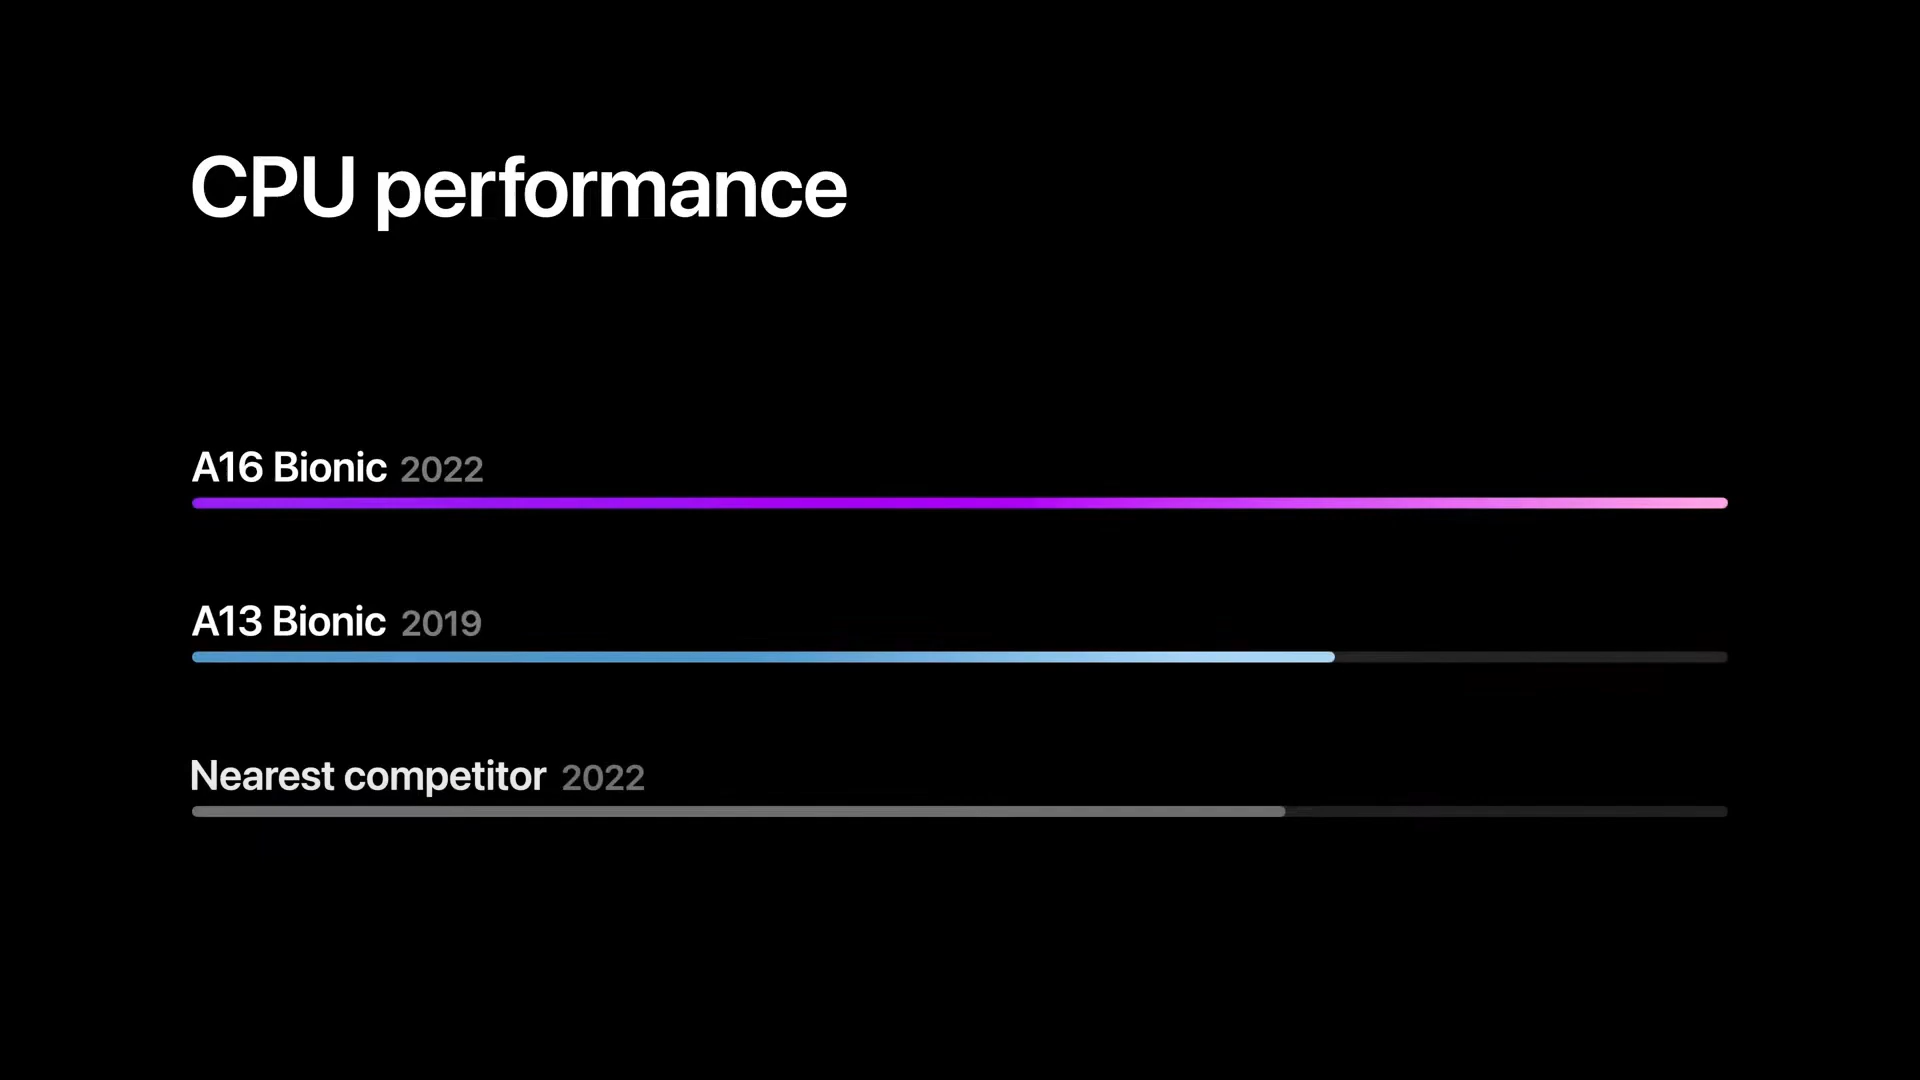 CPU performance
A16 Bionic 2022
A13 Bionic 2019
Nearest competitor 2022